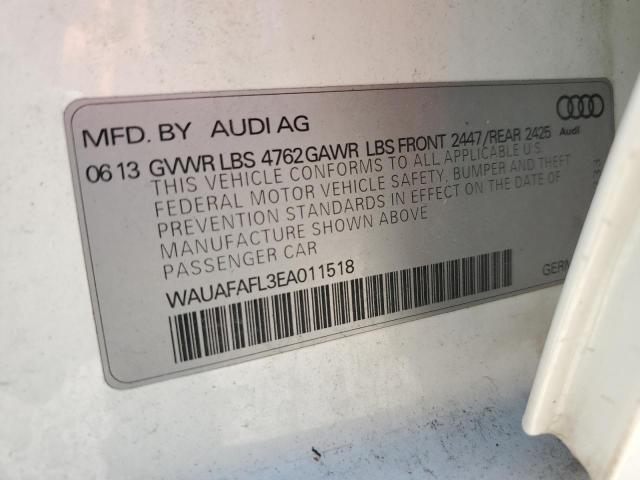 MFD. BY AUDI AG
Audi
06 13 GVWR LBS 4762 GAWR LBS FRONT 2447/REAR 2425
THIS VEHICLE CONFORMS TO ALL APPLICABLE U.S
FEDERAL MOTOR VEHICLE SAFETY, BUMPER AND THEFT
PREVENTION STANDARDS IN EFFECT ON THE DATE OF
MANUFACTURE SHOWN ABOVE
PASSENGER CAR
WAUAFAFL3EA011518
GERM